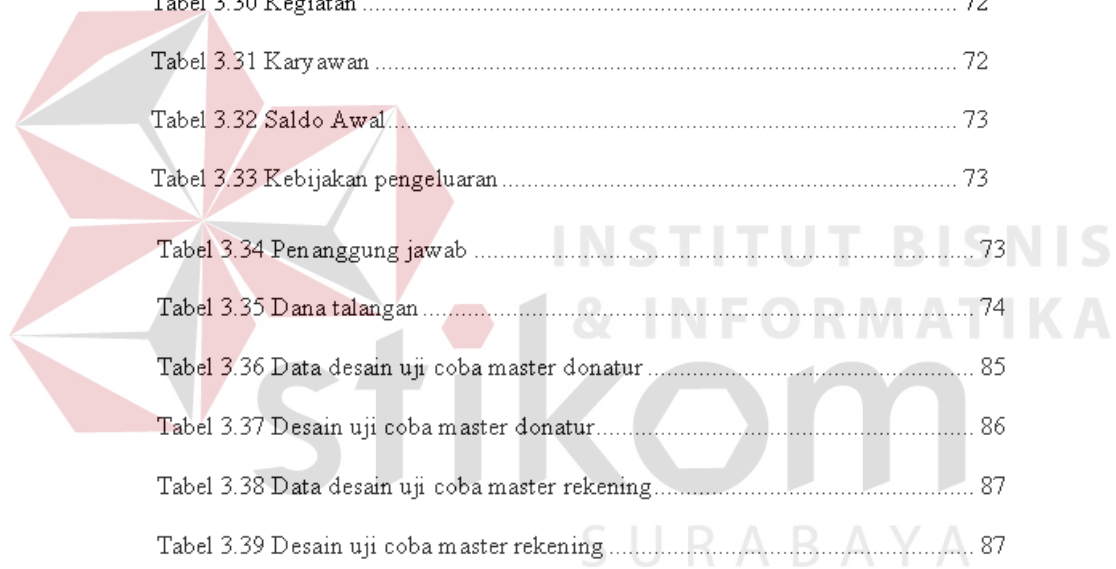 Tabel 3.30 Kegiatan ........................................................................ 72
Tabel 3.31 Karyawan ........................................................................ 72
Tabel 3.32 Saldo Awal ........................................................................ 73
Tabel 3.33 Kebijakan pengeluaran ........................................................................ 73
Tabel 3.34 Penanggung jawab ........................................................................ 73
INSTITUT BISNIS
Tabel 3.35 Dana talangan ........................................................................ 74
& INFORMATIKA
Tabel 3.36 Data desain uji coba master donatur ........................................................................ 85
stikom
Tabel 3.37 Desain uji coba master donatur ........................................................................ 86
Tabel 3.38 Data desain uji coba master rekening ........................................................................ 87
Tabel 3.39 Desain uji coba master rekening ........................................................................ 87
SURABAYA